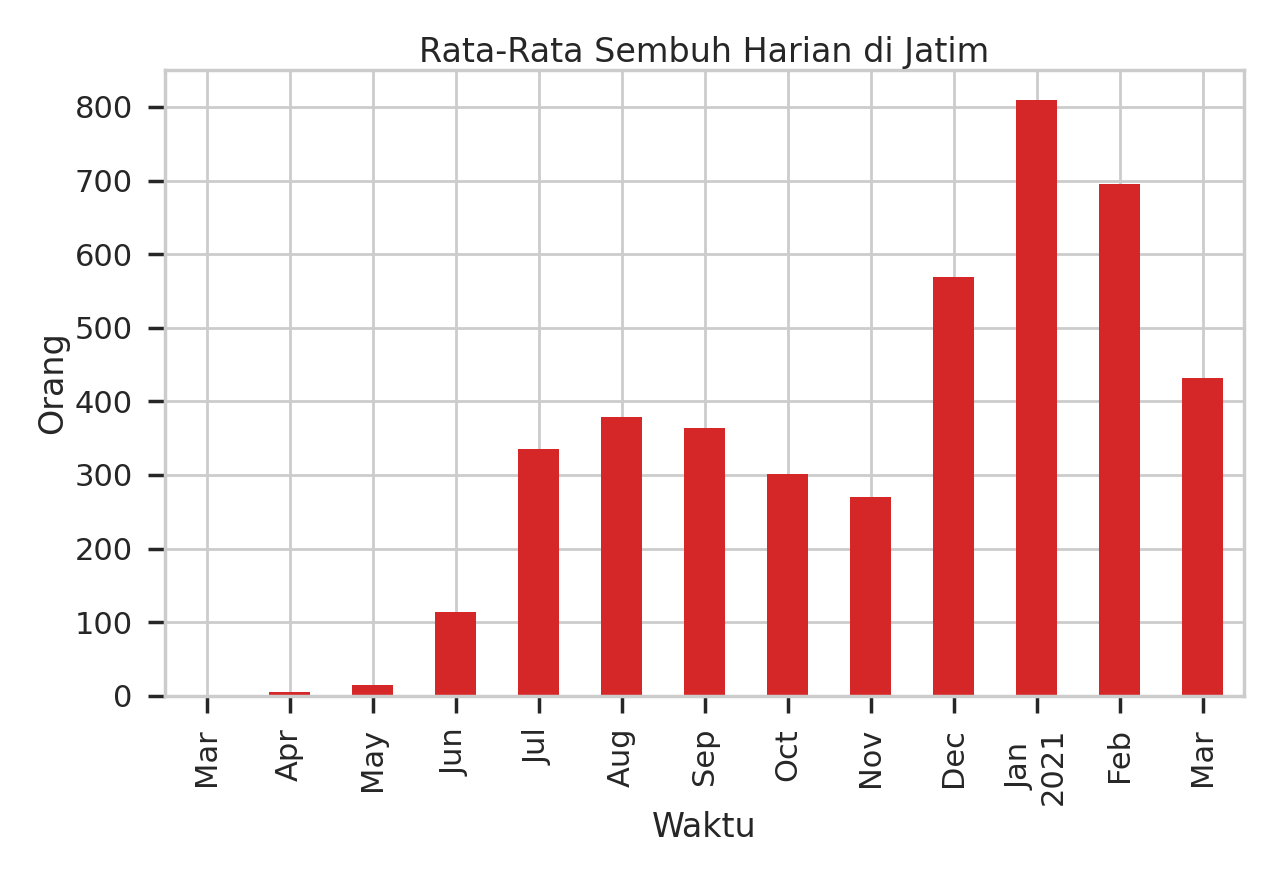 Rata-Rata Sembuh Harian di Jatim
800
700
600
500
400
300
200
100
0
Orang
Mar
Apr
May
Jun
Jul
Aug
Sep
Oct
Nov
Dec
Jan
2021
Feb
Mar
Waktu